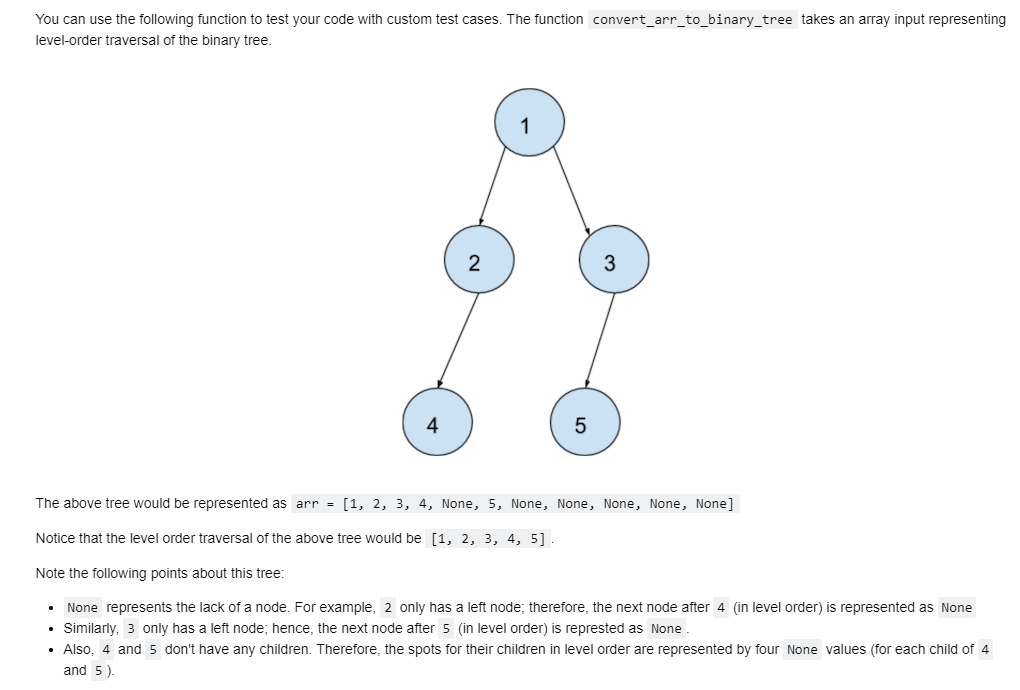 You can use the following function to test your code with custom test cases. The function convert_arr_to_binary_tree takes an array input representing
level-order traversal of the binary tree.
1
2
3
4
5
The above tree would be represented as arr = [1, 2, 3, 4, None, 5, None, None, None, None, None]
Notice that the level order traversal of the above tree would be [1, 2, 3, 4, 5] .
Note the following points about this tree:
• None represents the lack of a node. For example, 2 only has a left node; therefore, the next node after 4 (in level order) is represented as None
• Similarly, 3 only has a left node; hence, the next node after 5 (in level order) is represted as None .
• Also, 4 and 5 don't have any children. Therefore, the spots for their children in level order are represented by four None values (for each child of 4
and 5 ).